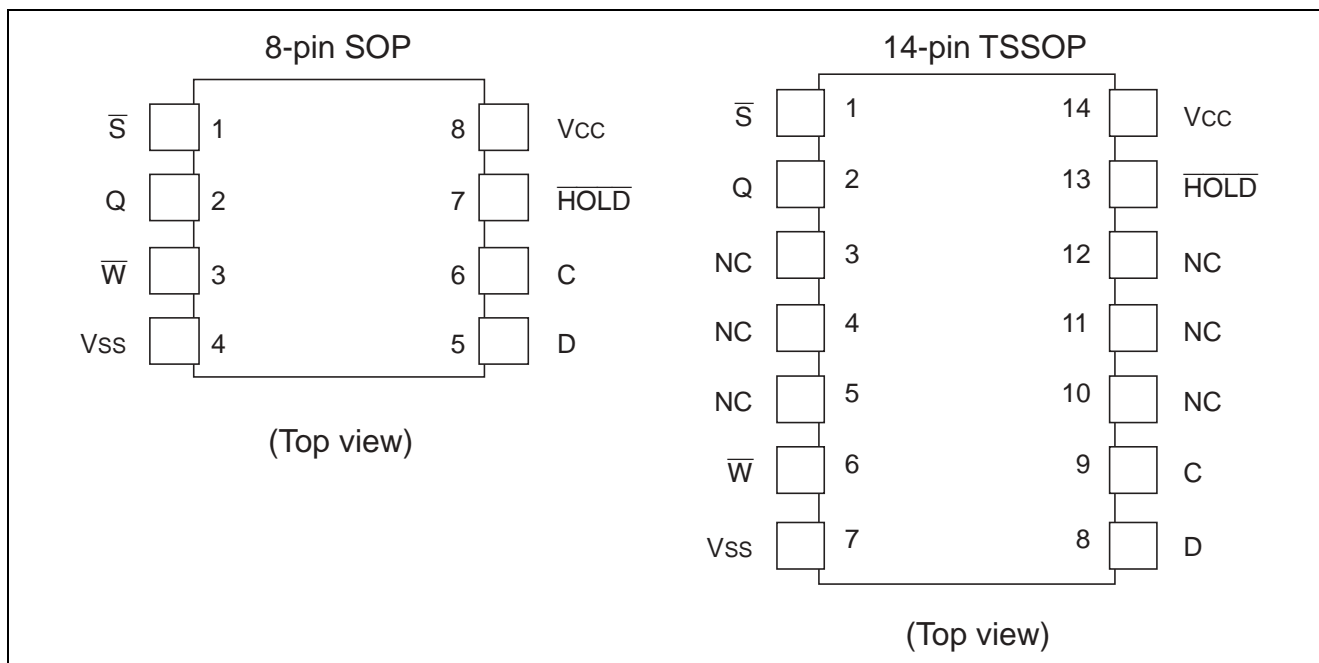 8-pin SOP
S̅ 1 8 VCC
Q 2 7 H̅O̅L̅D̅
W̅ 3 6 C
VSS 4 5 D
(Top view)
14-pin TSSOP
S̅ 1 14 VCC
Q 2 13 H̅O̅L̅D̅
NC 3 12 NC
NC 4 11 NC
NC 5 10 NC
W̅ 6 9 C
VSS 7 8 D
(Top view)